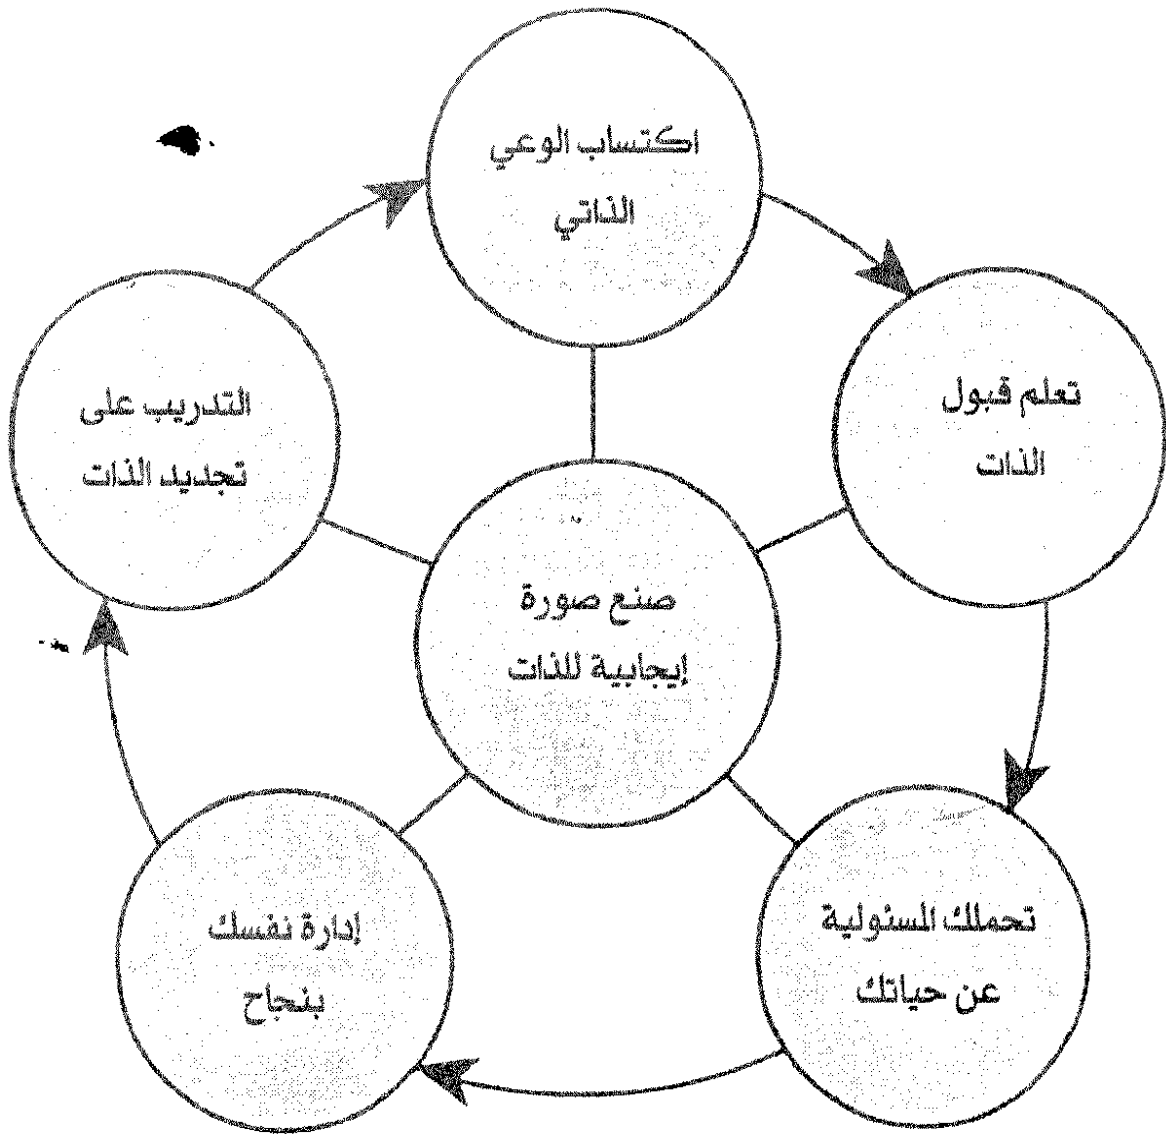 اكتساب الوعي
الذاتي
تعلم قبول
الذات
تحملك المسئولية
عن حياتك
إدارة نفسك
بنجاح
التدريب على
تجديد الذات
صنع صورة
إيجابية للذات